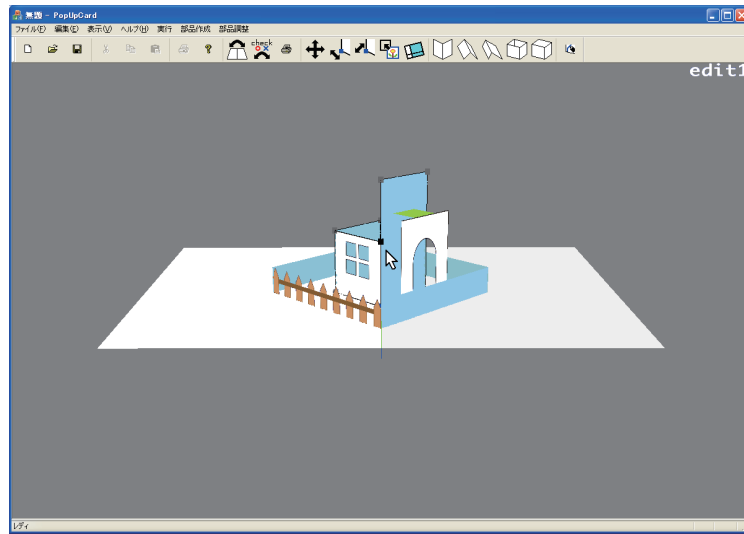 無題 - PopUpCard
ファイル(F) 編集(E) 表示(V) ヘルプ(H) 実行 部品作成 部品調整
check
edit1
レディ